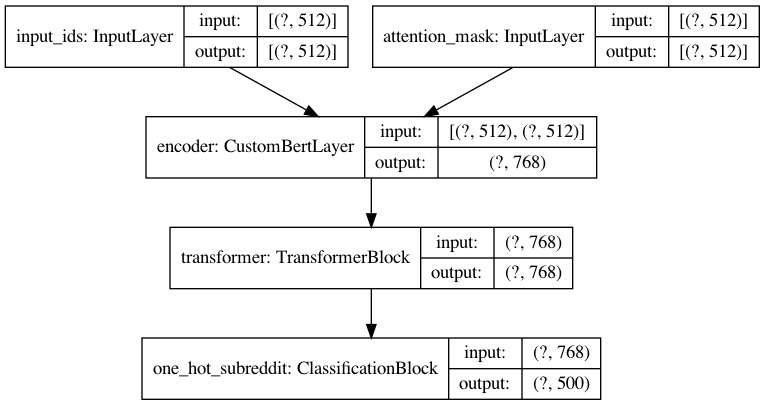 input_ids: InputLayer
input: [(?, 512)]
output: [(?, 512)]
attention_mask: InputLayer
input: [(?, 512)]
output: [(?, 512)]
encoder: CustomBertLayer
input: [(?, 512), (?, 512)]
output: (?, 768)
transformer: TransformerBlock
input: (?, 768)
output: (?, 768)
one_hot_subreddit: ClassificationBlock
input: (?, 768)
output: (?, 500)